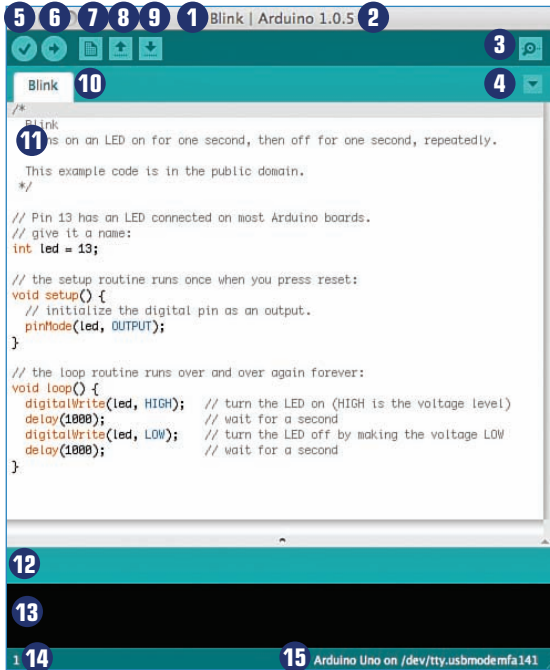 5 6 7 8 9 1 Blink | Arduino 1.0.5 2
3
Blink 10 4
/*
Blink
11 ns on an LED on for one second, then off for one second, repeatedly.
This example code is in the public domain.
*/
// Pin 13 has an LED connected on most Arduino boards.
// give it a name:
int led = 13;
// the setup routine runs once when you press reset:
void setup() {
// initialize the digital pin as an output.
pinMode(led, OUTPUT);
}
// the loop routine runs over and over again forever:
void loop() {
digitalWrite(led, HIGH); // turn the LED on (HIGH is the voltage level)
delay(1000); // wait for a second
digitalWrite(led, LOW); // turn the LED off by making the voltage LOW
delay(1000); // wait for a second
}
12
13
1 14 15 Arduino Uno on /dev/tty.usbmodemfa141